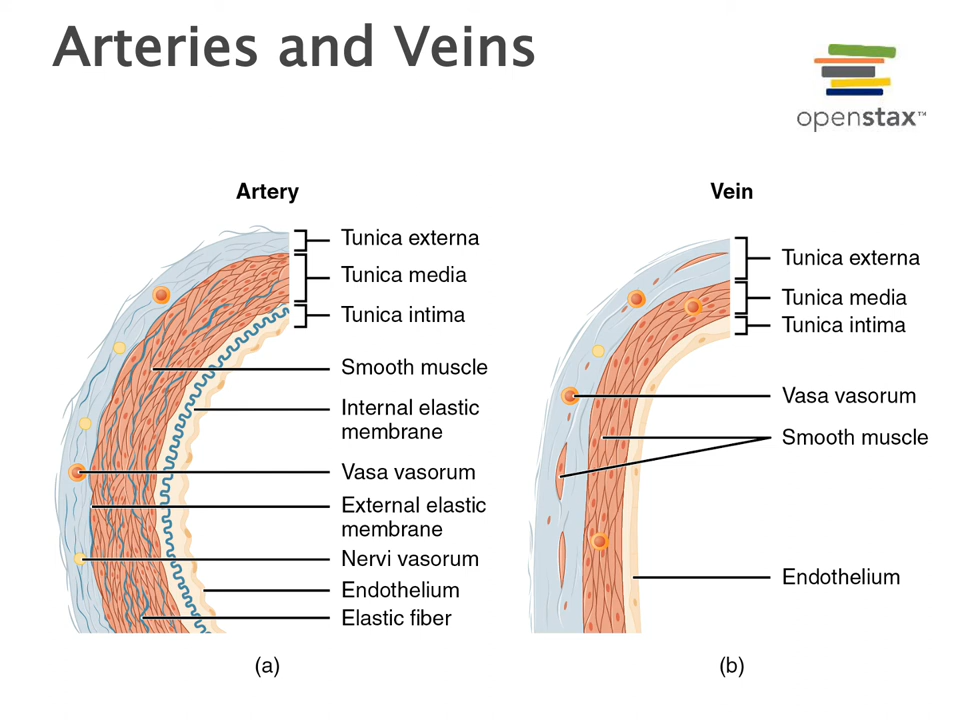 Arteries and Veins
openstax™
Artery
Tunica externa
Tunica media
Tunica intima
Smooth muscle
Internal elastic
membrane
Vasa vasorum
External elastic
membrane
Nervi vasorum
Endothelium
Elastic fiber
(a)
Vein
Tunica externa
Tunica media
Tunica intima
Vasa vasorum
Smooth muscle
Endothelium
(b)